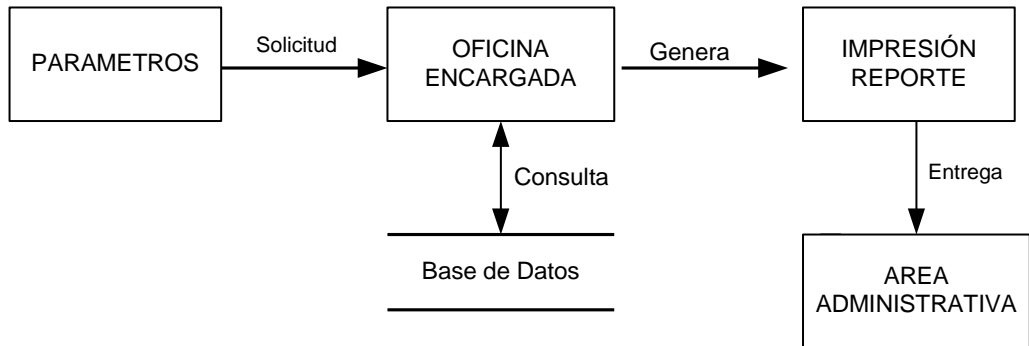 PARAMETROS
Solicitud
OFICINA
ENCARGADA
Genera
IMPRESIÓN
REPORTE
Consulta
Entrega
Base de Datos
AREA
ADMINISTRATIVA